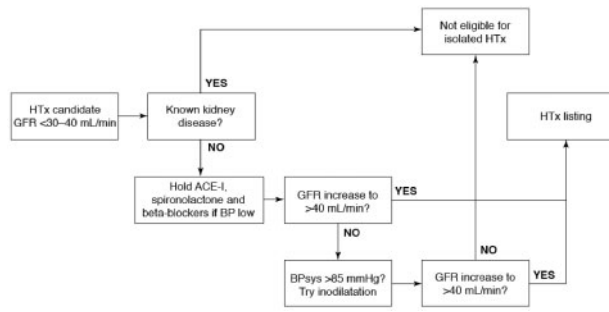 Not eligible for
isolated HTx
YES
HTx candidate
GFR <30–40 mL/min
Known kidney
disease?
HTx listing
NO
Hold ACE-I,
spironolactone and
beta-blockers if BP low
GFR increase to
>40 mL/min?
YES
NO
NO
BPsys >85 mmHg?
Try inodilatation
GFR increase to
>40 mL/min?
YES